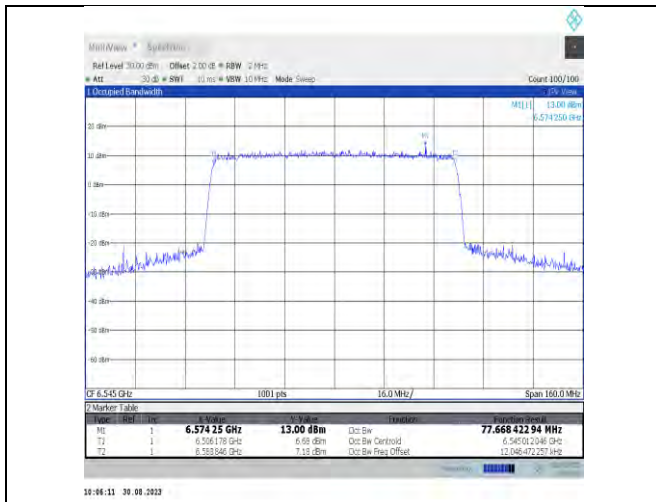 MultiView Spectrum
Ref Level 30.00 dBm Offset 2.00 dB RBW 2 MHz
Att 30 dB SWT 10 ms VBW 10 MHz Mode Sweep Count 100/100
1 Occupied Bandwidth
M1[1] 13.00 dBm
6.574250 GHz
20 dBm
M1
10 dBm
0 dBm
-10 dBm
-20 dBm
-30 dBm
-40 dBm
-50 dBm
-60 dBm
CF 6.545 GHz 1001 pts 16.0 MHz/ Span 160.0 MHz
2 Marker Table
Type Ref Trc X-Value Y-Value Function Function Result
M1 1 6.574 25 GHz 13.00 dBm Occ Bw 77.668 422 94 MHz
T1 1 6.506178 GHz 6.68 dBm Occ Bw Centroid 6.545012046 GHz
T2 1 6.583846 GHz 7.18 dBm Occ Bw Freq Offset 12.046472257 kHz
10:06:11 30.08.2023